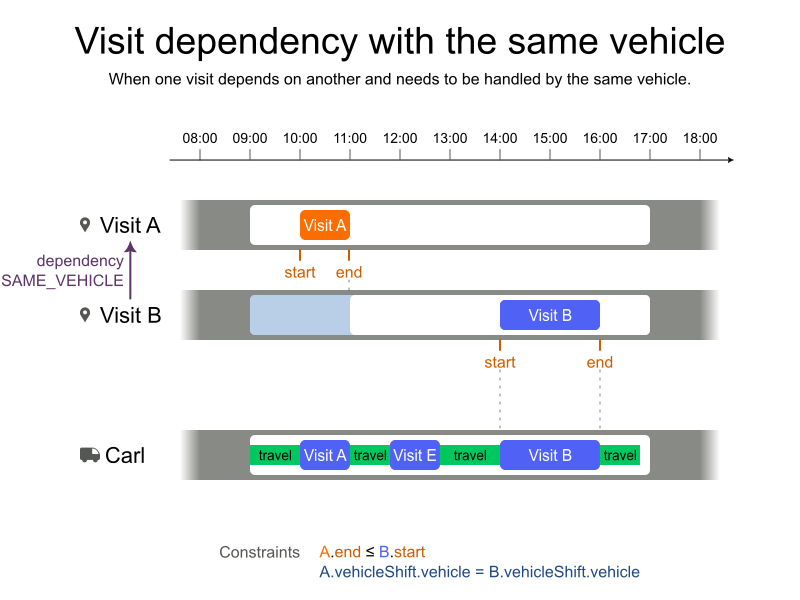 Visit dependency with the same vehicle
When one visit depends on another and needs to be handled by the same vehicle.
08:00 09:00 10:00 11:00 12:00 13:00 14:00 15:00 16:00 17:00 18:00
Visit A
Visit A
start end
dependency
SAME_VEHICLE
Visit B
Visit B
start end
Carl
travel Visit A travel Visit E travel Visit B travel
Constraints A.end ≤ B.start
A.vehicleShift.vehicle = B.vehicleShift.vehicle